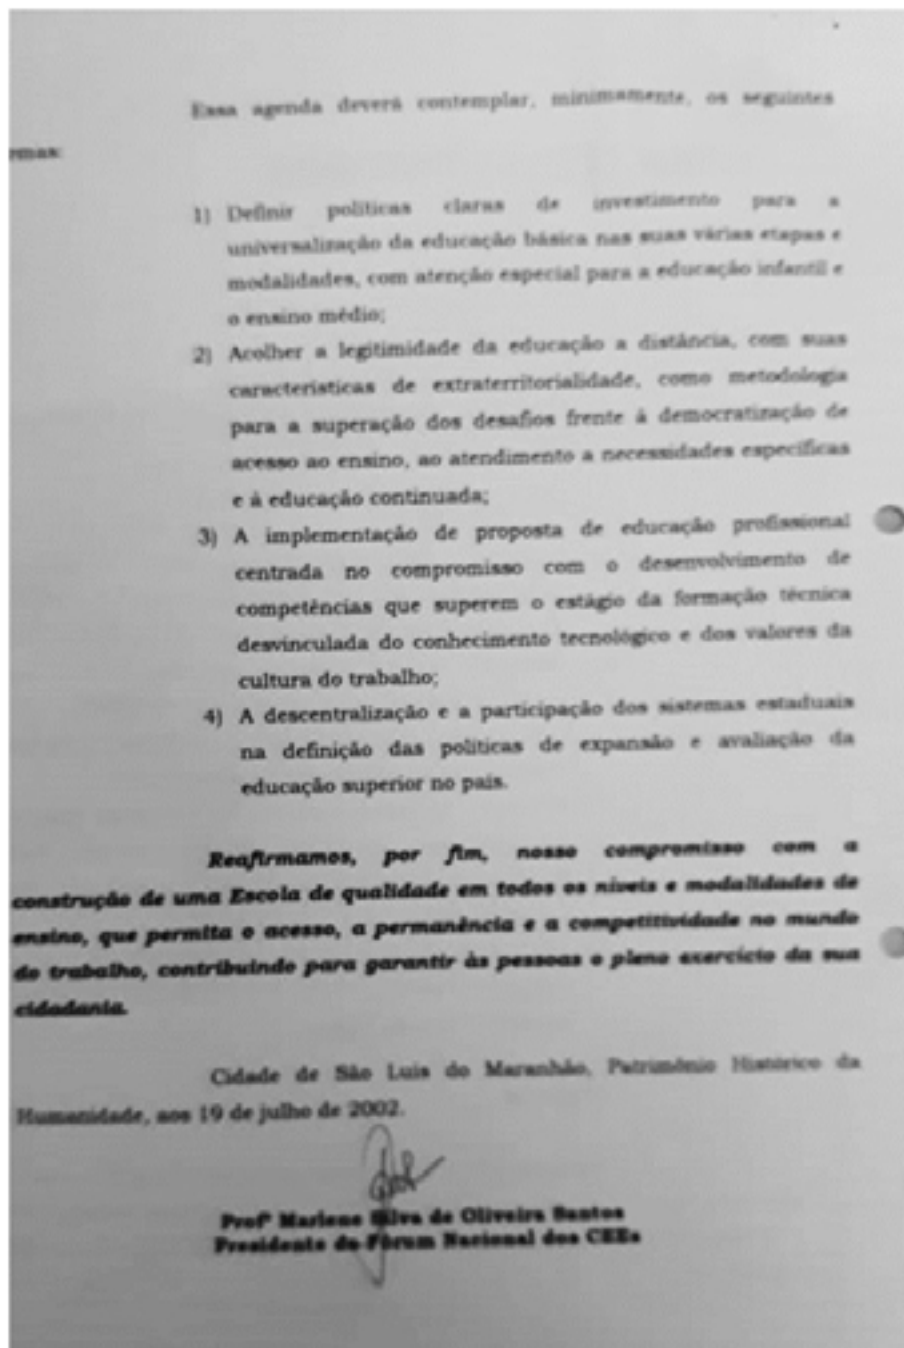 Essa agenda deverá contemplar, minimamente, os seguintes
rmas:
1) Definir políticas claras de investimento para a
universalização da educação básica nas suas várias etapas e
modalidades, com atenção especial para a educação infantil e
o ensino médio;
2) Acolher a legitimidade da educação a distância, com suas
características de extraterritorialidade, como metodologia
para a superação dos desafios frente à democratização de
acesso ao ensino, ao atendimento a necessidades específicas
e à educação continuada;
3) A implementação de proposta de educação profissional
centrada no compromisso com o desenvolvimento de
competências que superem o estágio da formação técnica
desvinculada do conhecimento tecnológico e dos valores da
cultura do trabalho;
4) A descentralização e a participação dos sistemas estaduais
na definição das políticas de expansão e avaliação da
educação superior no país.
Reafirmamos, por fim, nosso compromisso com a
construção de uma Escola de qualidade em todos os níveis e modalidades de
ensino, que permita o acesso, a permanência e a competitividade no mundo
do trabalho, contribuindo para garantir às pessoas o pleno exercício da sua
cidadania.
Cidade de São Luis do Maranhão, Patrimônio Histórico da
Humanidade, aos 19 de julho de 2002.
Profª Marlene Silva de Oliveira Santos
Presidente do Fórum Nacional dos CEEs